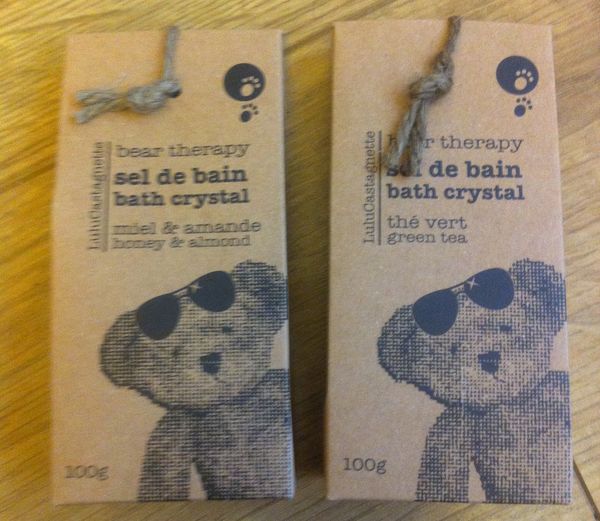 LuluCastagnette
bear therapy
sel de bain
bath crystal
miel & amande
honey & almond
100g
LuluCastagnette
bear therapy
sel de bain
bath crystal
thé vert
green tea
100g